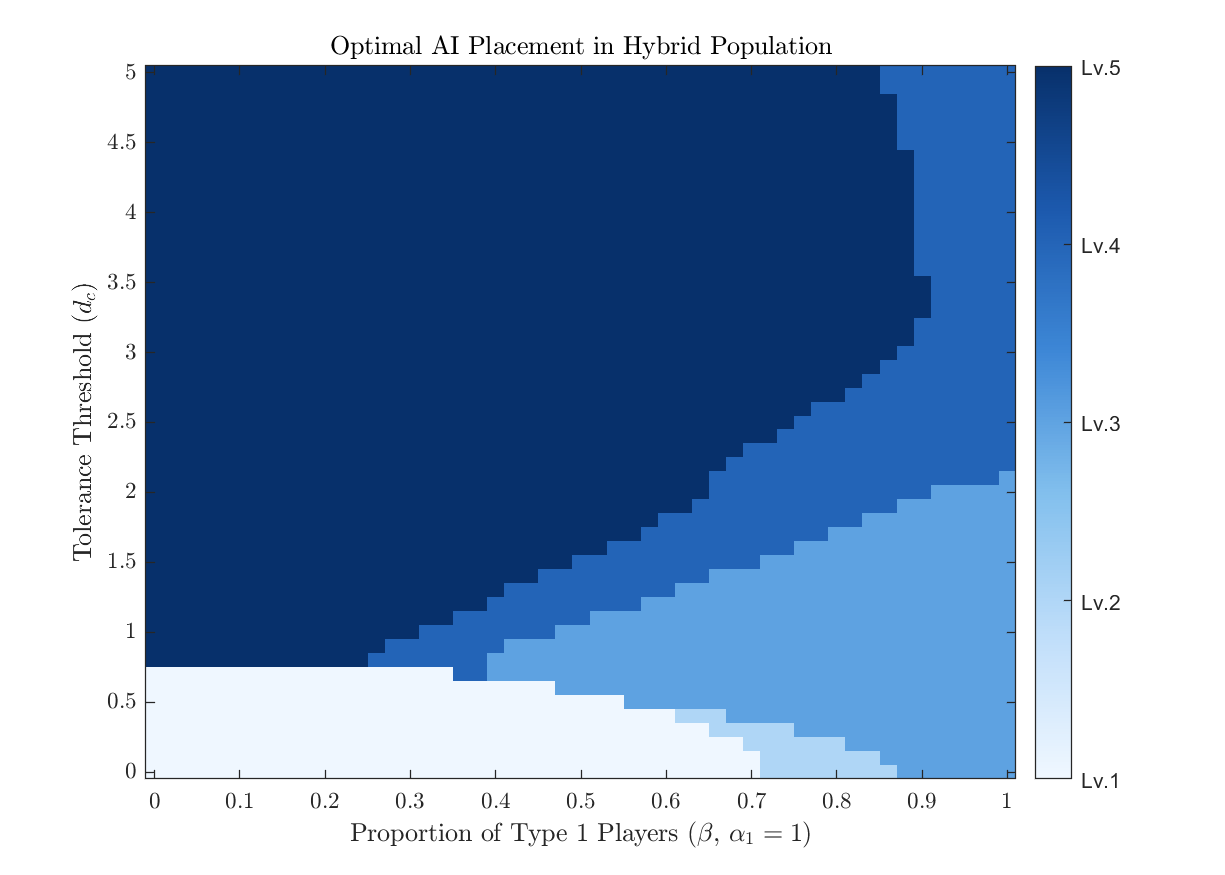 Optimal AI Placement in Hybrid Population
5
4.5
4
3.5
3
2.5
2
1.5
1
0.5
0
Tolerance Threshold (d_c)
0 0.1 0.2 0.3 0.4 0.5 0.6 0.7 0.8 0.9 1
Proportion of Type 1 Players (β, α₁ = 1)
Lv.5
Lv.4
Lv.3
Lv.2
Lv.1